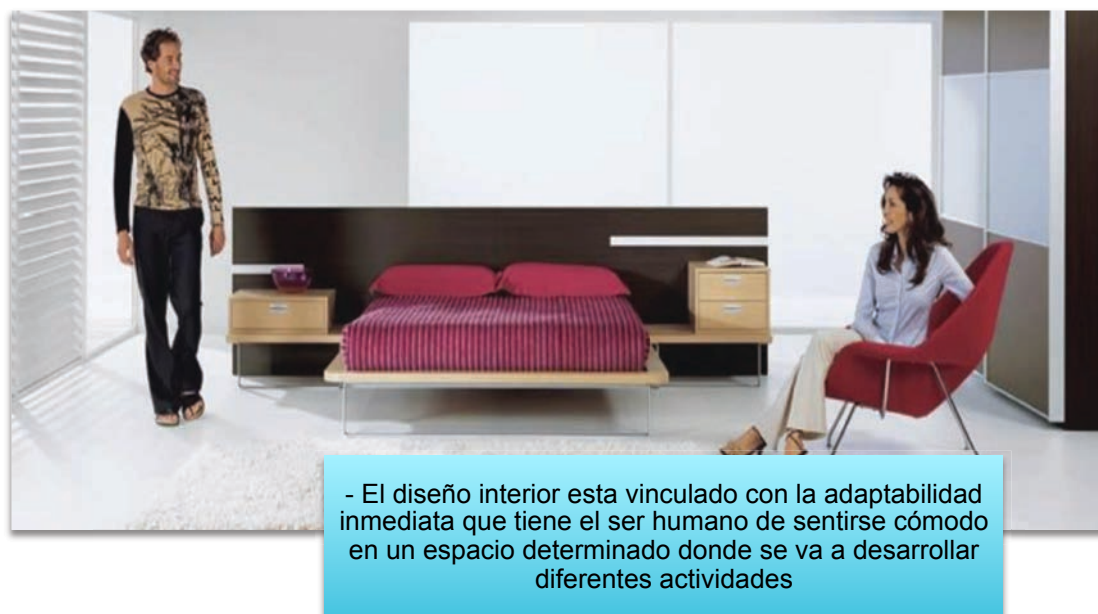 - El diseño interior esta vinculado con la adaptabilidad
inmediata que tiene el ser humano de sentirse cómodo
en un espacio determinado donde se va a desarrollar
diferentes actividades